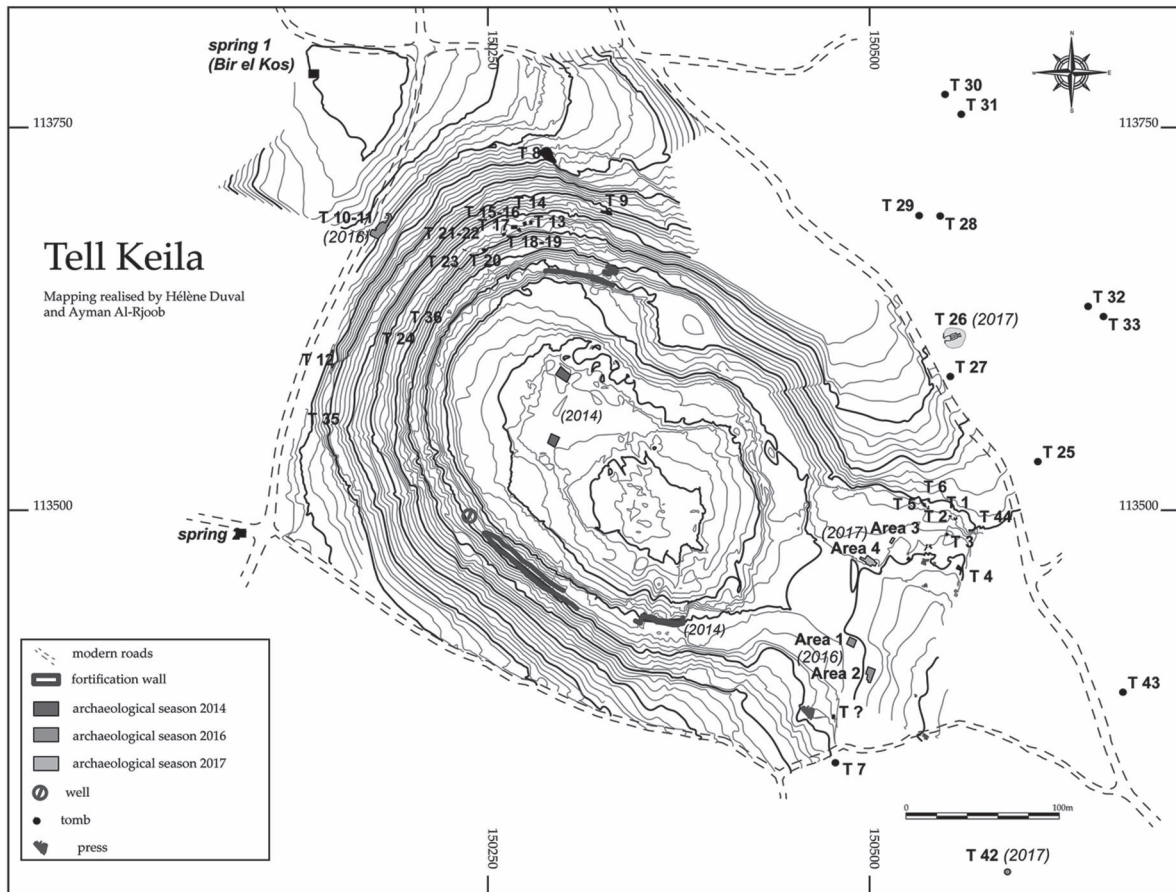 spring 1
(Bir el Kos)
150250
150500
T 30
T 31
113750
113750
T 8
T 10-11
(2016)
T 15-16
T 14
T 9
T 17
T 13
T 21-22
T 18-19
T 23
T 20
T 29
T 28
Tell Keila
Mapping realised by Hélène Duval
and Ayman Al-Rjoob
T 36
T 24
T 12
T 35
T 32
T 33
T 26 (2017)
T 27
(2014)
T 25
T 6
T 5
T 1
T 2
T 44
113500
113500
spring 2
(2017)
Area 3
Area 4
T 3
T 4
(2014)
Area 1
(2016)
Area 2
T 43
T ?
T 7
modern roads
fortification wall
archaeological season 2014
archaeological season 2016
archaeological season 2017
well
tomb
press
0
100m
150250
150500
T 42 (2017)
N
W
E
S